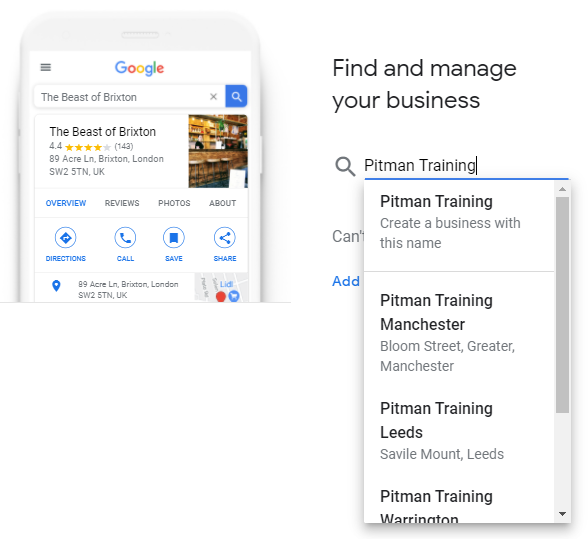 Google
The Beast of Brixton
The Beast of Brixton
4.4 (143)
89 Acre Ln, Brixton, London
SW2 5TN, UK
OVERVIEW REVIEWS PHOTOS ABOUT
DIRECTIONS CALL SAVE SHARE
89 Acre Ln, Brixton, London
SW2 5TN, UK
Lidl
Find and manage
your business
Pitman Training
Can't
Add
Pitman Training
Create a business with
this name
Pitman Training
Manchester
Bloom Street, Greater,
Manchester
Pitman Training
Leeds
Savile Mount, Leeds
Pitman Training
Warrington